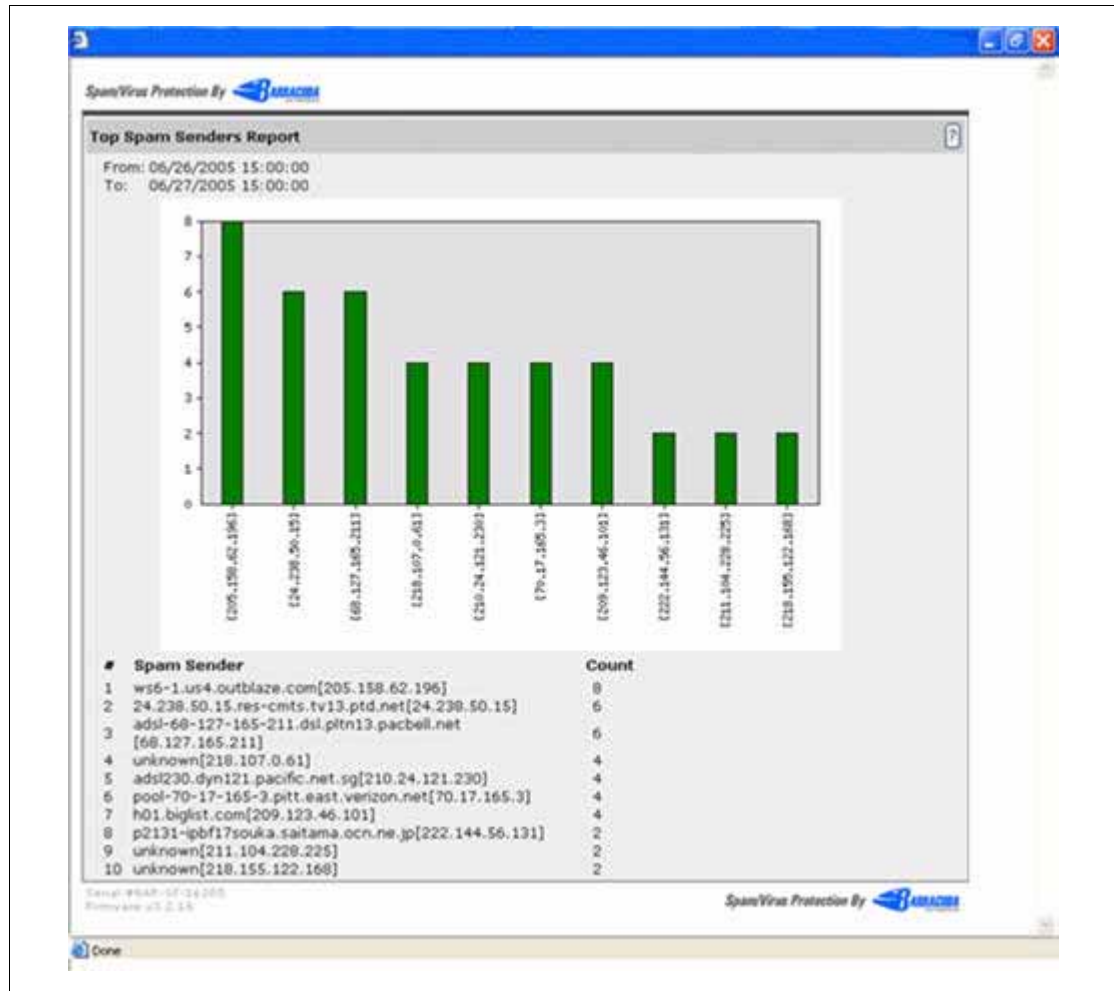 Spam/Virus Protection By BARRACUDA
Top Spam Senders Report
?
From: 06/26/2005 15:00:00
To: 06/27/2005 15:00:00
8
7
6
5
4
3
2
1
0
[205.158.62.196]
[24.238.50.15]
[68.127.165.211]
[218.107.0.61]
[210.24.121.230]
[70.17.165.3]
[209.123.46.101]
[222.144.56.131]
[211.104.228.225]
[218.155.122.168]
# Spam Sender Count
1 ws6-1.us4.outblaze.com[205.158.62.196] 8
2 24.238.50.15.res-cmts.tv13.ptd.net[24.238.50.15] 6
3 adsl-68-127-165-211.dsl.pltn13.pacbell.net
[68.127.165.211] 6
4 unknown[218.107.0.61] 4
5 adsl230.dyn121.pacific.net.sg[210.24.121.230] 4
6 pool-70-17-165-3.pitt.east.verizon.net[70.17.165.3] 4
7 h01.biglist.com[209.123.46.101] 4
8 p2131-ipbf17souka.saitama.ocn.ne.jp[222.144.56.131] 2
9 unknown[211.104.228.225] 2
10 unknown[218.155.122.168] 2
Serial
Firmware
Spam/Virus Protection By BARRACUDA
Done